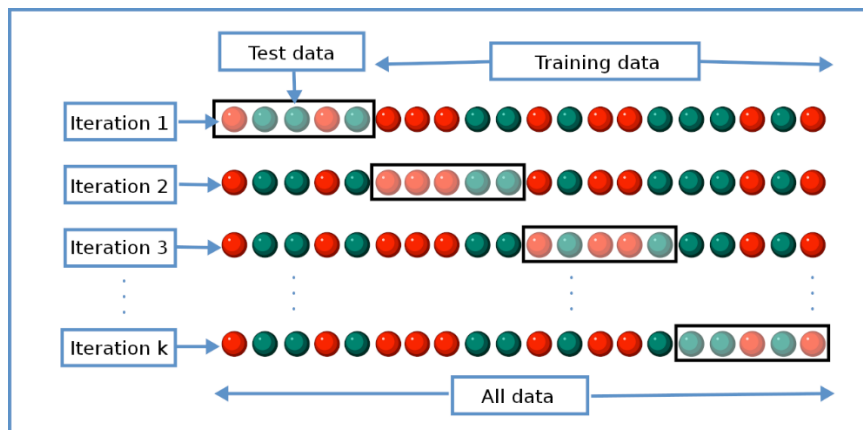 Test data
Training data
Iteration 1
Iteration 2
Iteration 3
Iteration k
All data